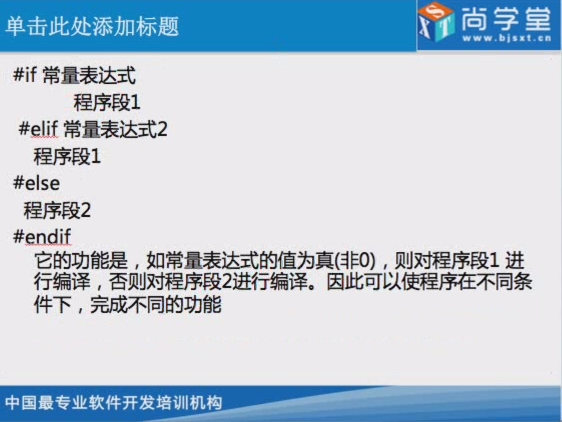 单击此处添加标题
SXT
尚学堂
www.bjsxt.cn
#if 常量表达式
程序段1
#elif 常量表达式2
程序段1
#else
程序段2
#endif
它的功能是，如常量表达式的值为真(非0)，则对程序段1 进
行编译，否则对程序段2进行编译。因此可以使程序在不同条
件下，完成不同的功能
中国最专业软件开发培训机构